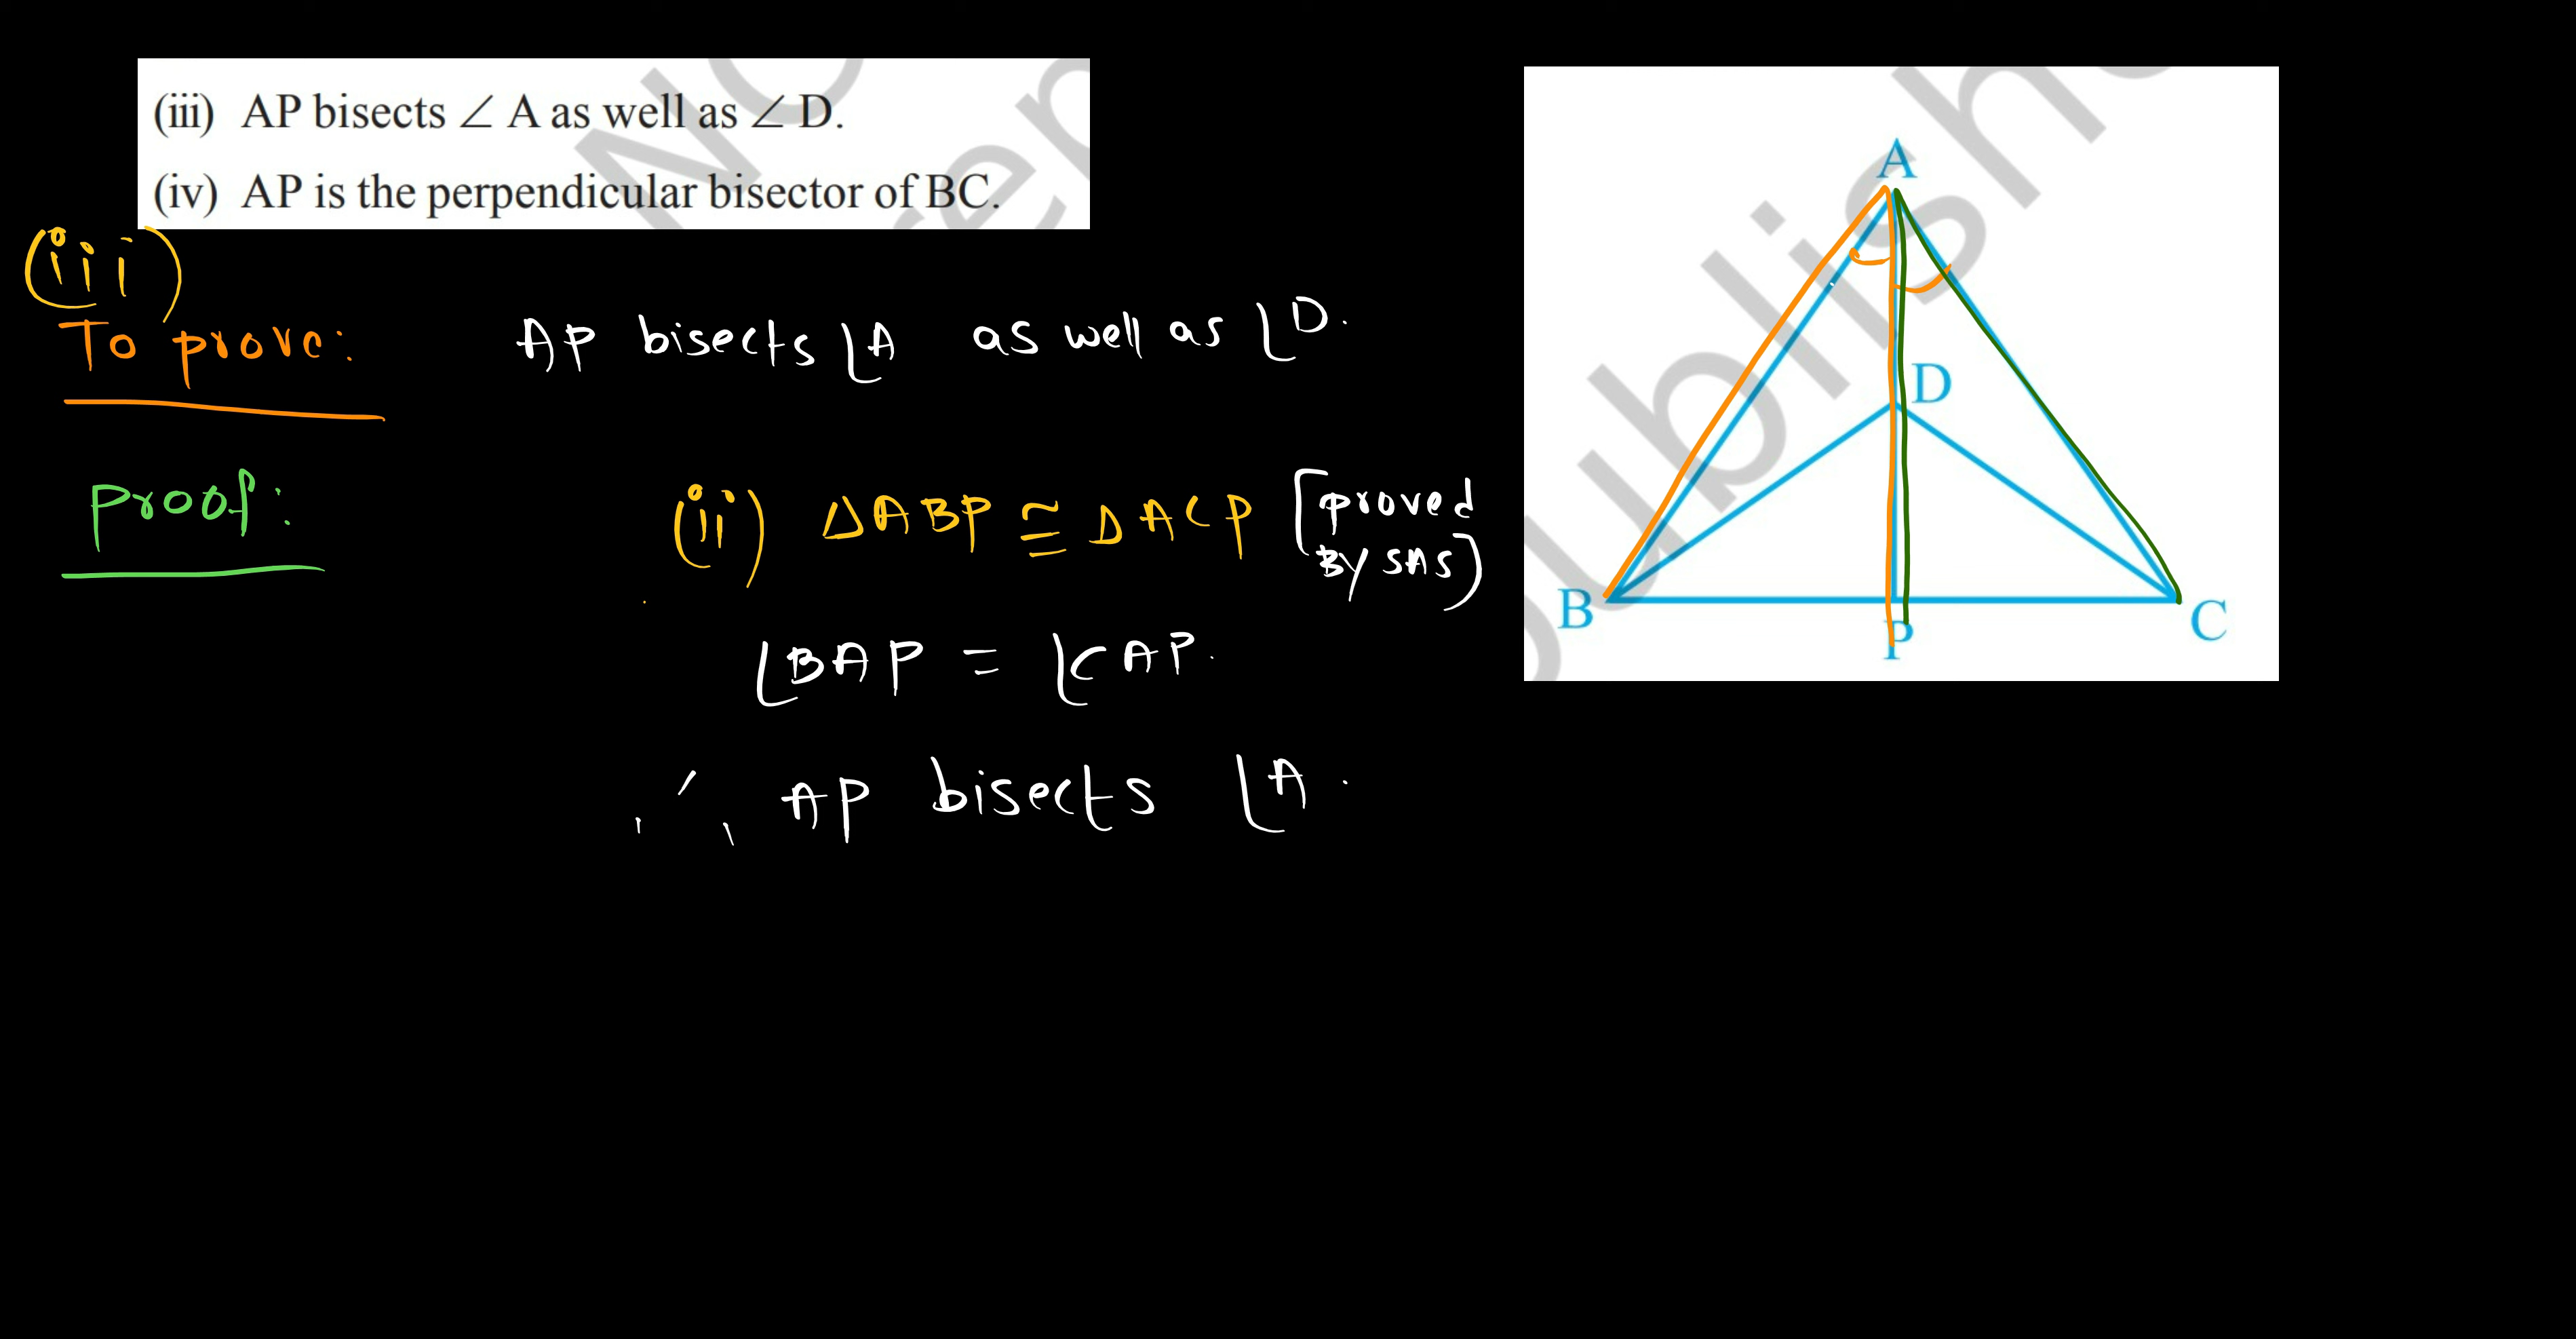 (iii) AP bisects ∠ A as well as ∠ D.
(iv) AP is the perpendicular bisector of BC.
(iii)
To prove: AP bisects ∠A as well as ∠D.
Proof: (ii) ΔABP ≅ ΔACP [proved
BY SAS)
∠BAP = ∠CAP.
∴ AP bisects ∠A.
A
D
B
P
C